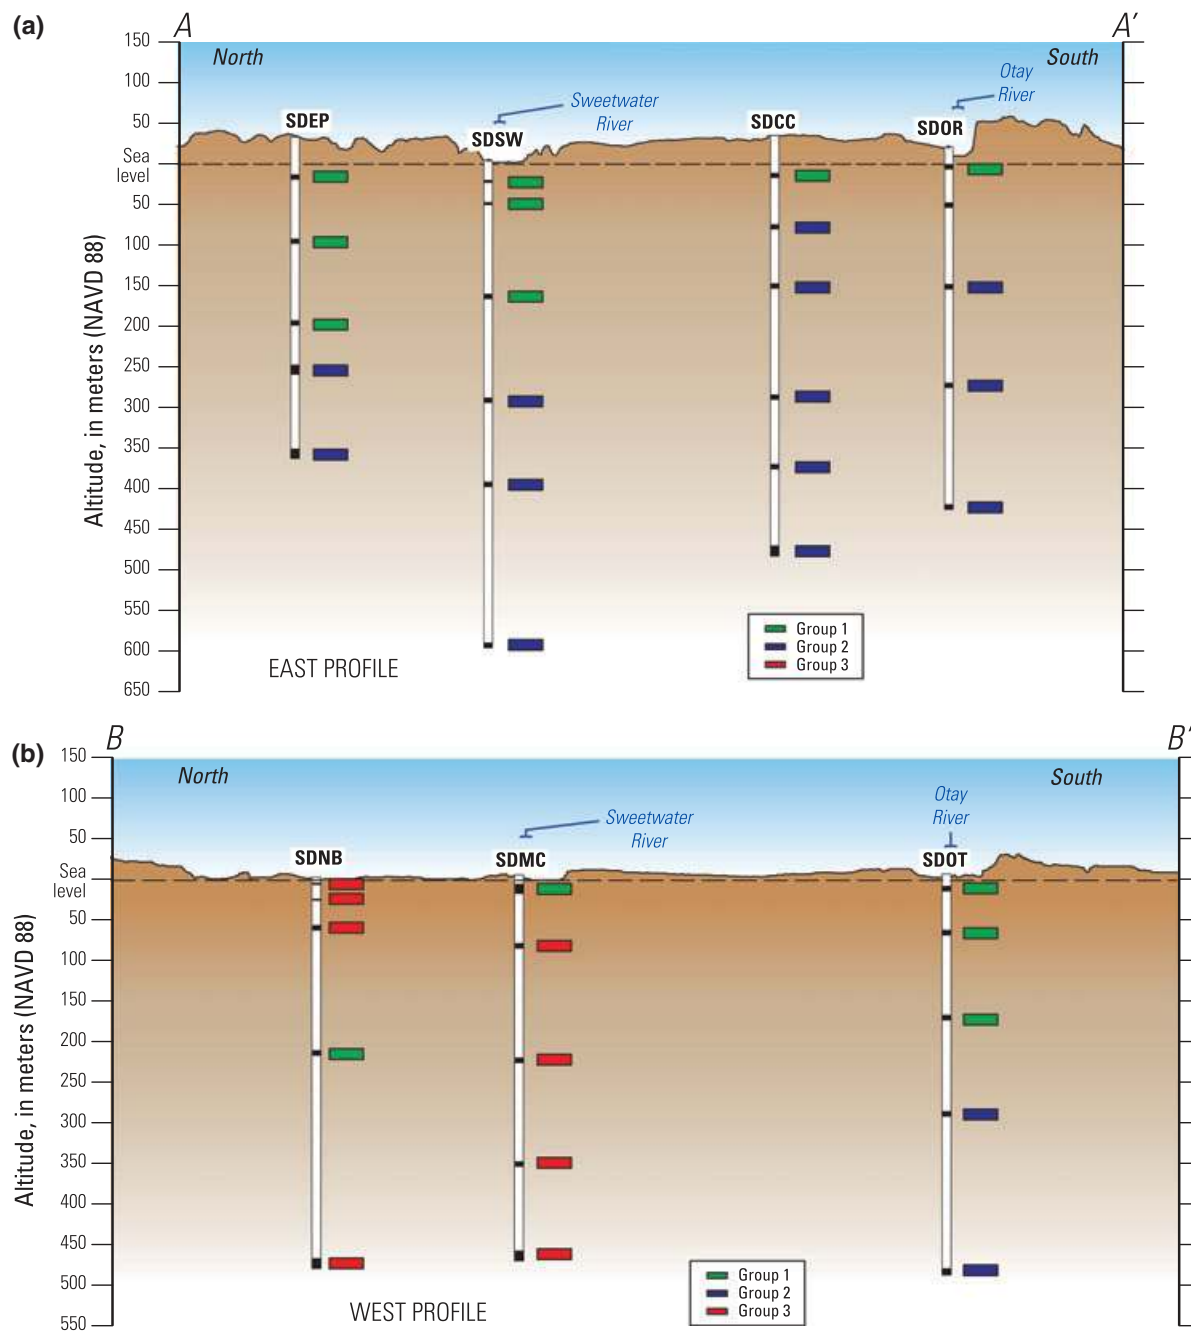 (a)
A
A'
North
South
Otay
River
Sweetwater
River
SDEP
SDSW
SDCC
SDOR
150
100
50
Sea
level
50
100
150
200
250
300
350
400
450
500
550
600
650
Altitude, in meters (NAVD 88)
Group 1
Group 2
Group 3
EAST PROFILE
(b)
B
B'
North
South
Otay
River
Sweetwater
River
SDNB
SDMC
SDOT
150
100
50
Sea
level
50
100
150
200
250
300
350
400
450
500
550
Altitude, in meters (NAVD 88)
Group 1
Group 2
Group 3
WEST PROFILE